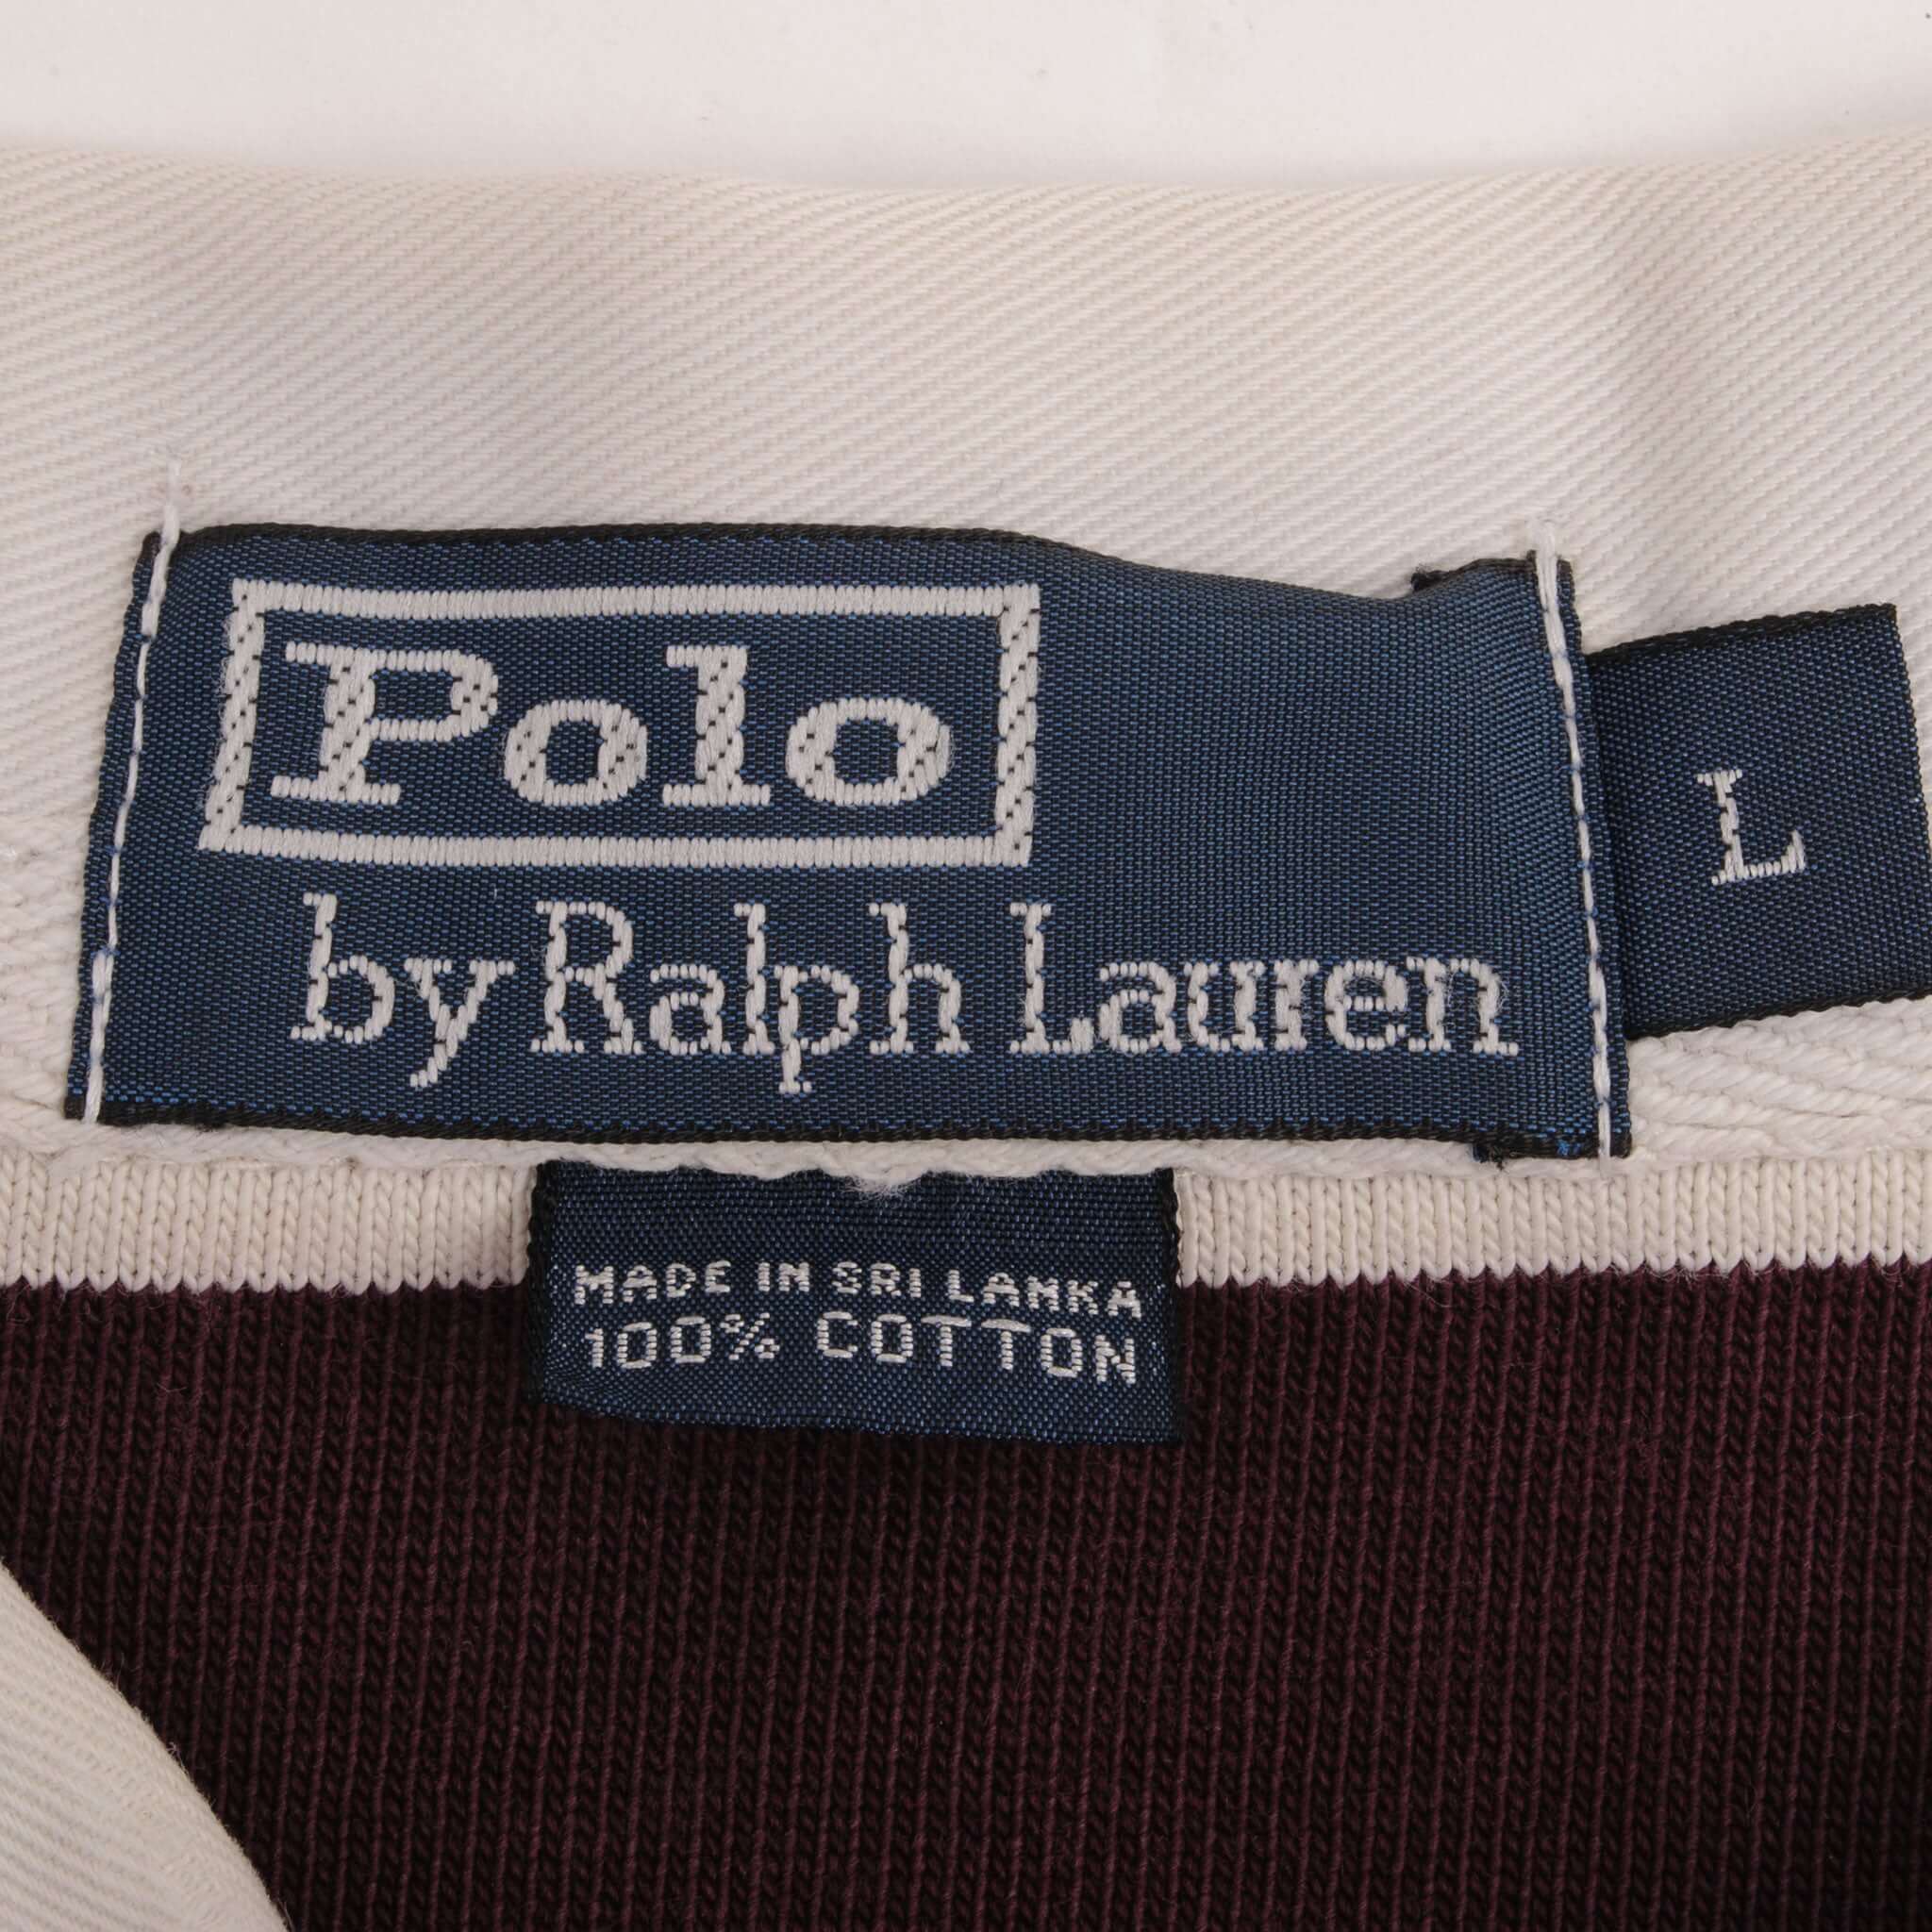 Polo
by Ralph Lauren
L
MADE IN SRI LANKA
100% COTTON